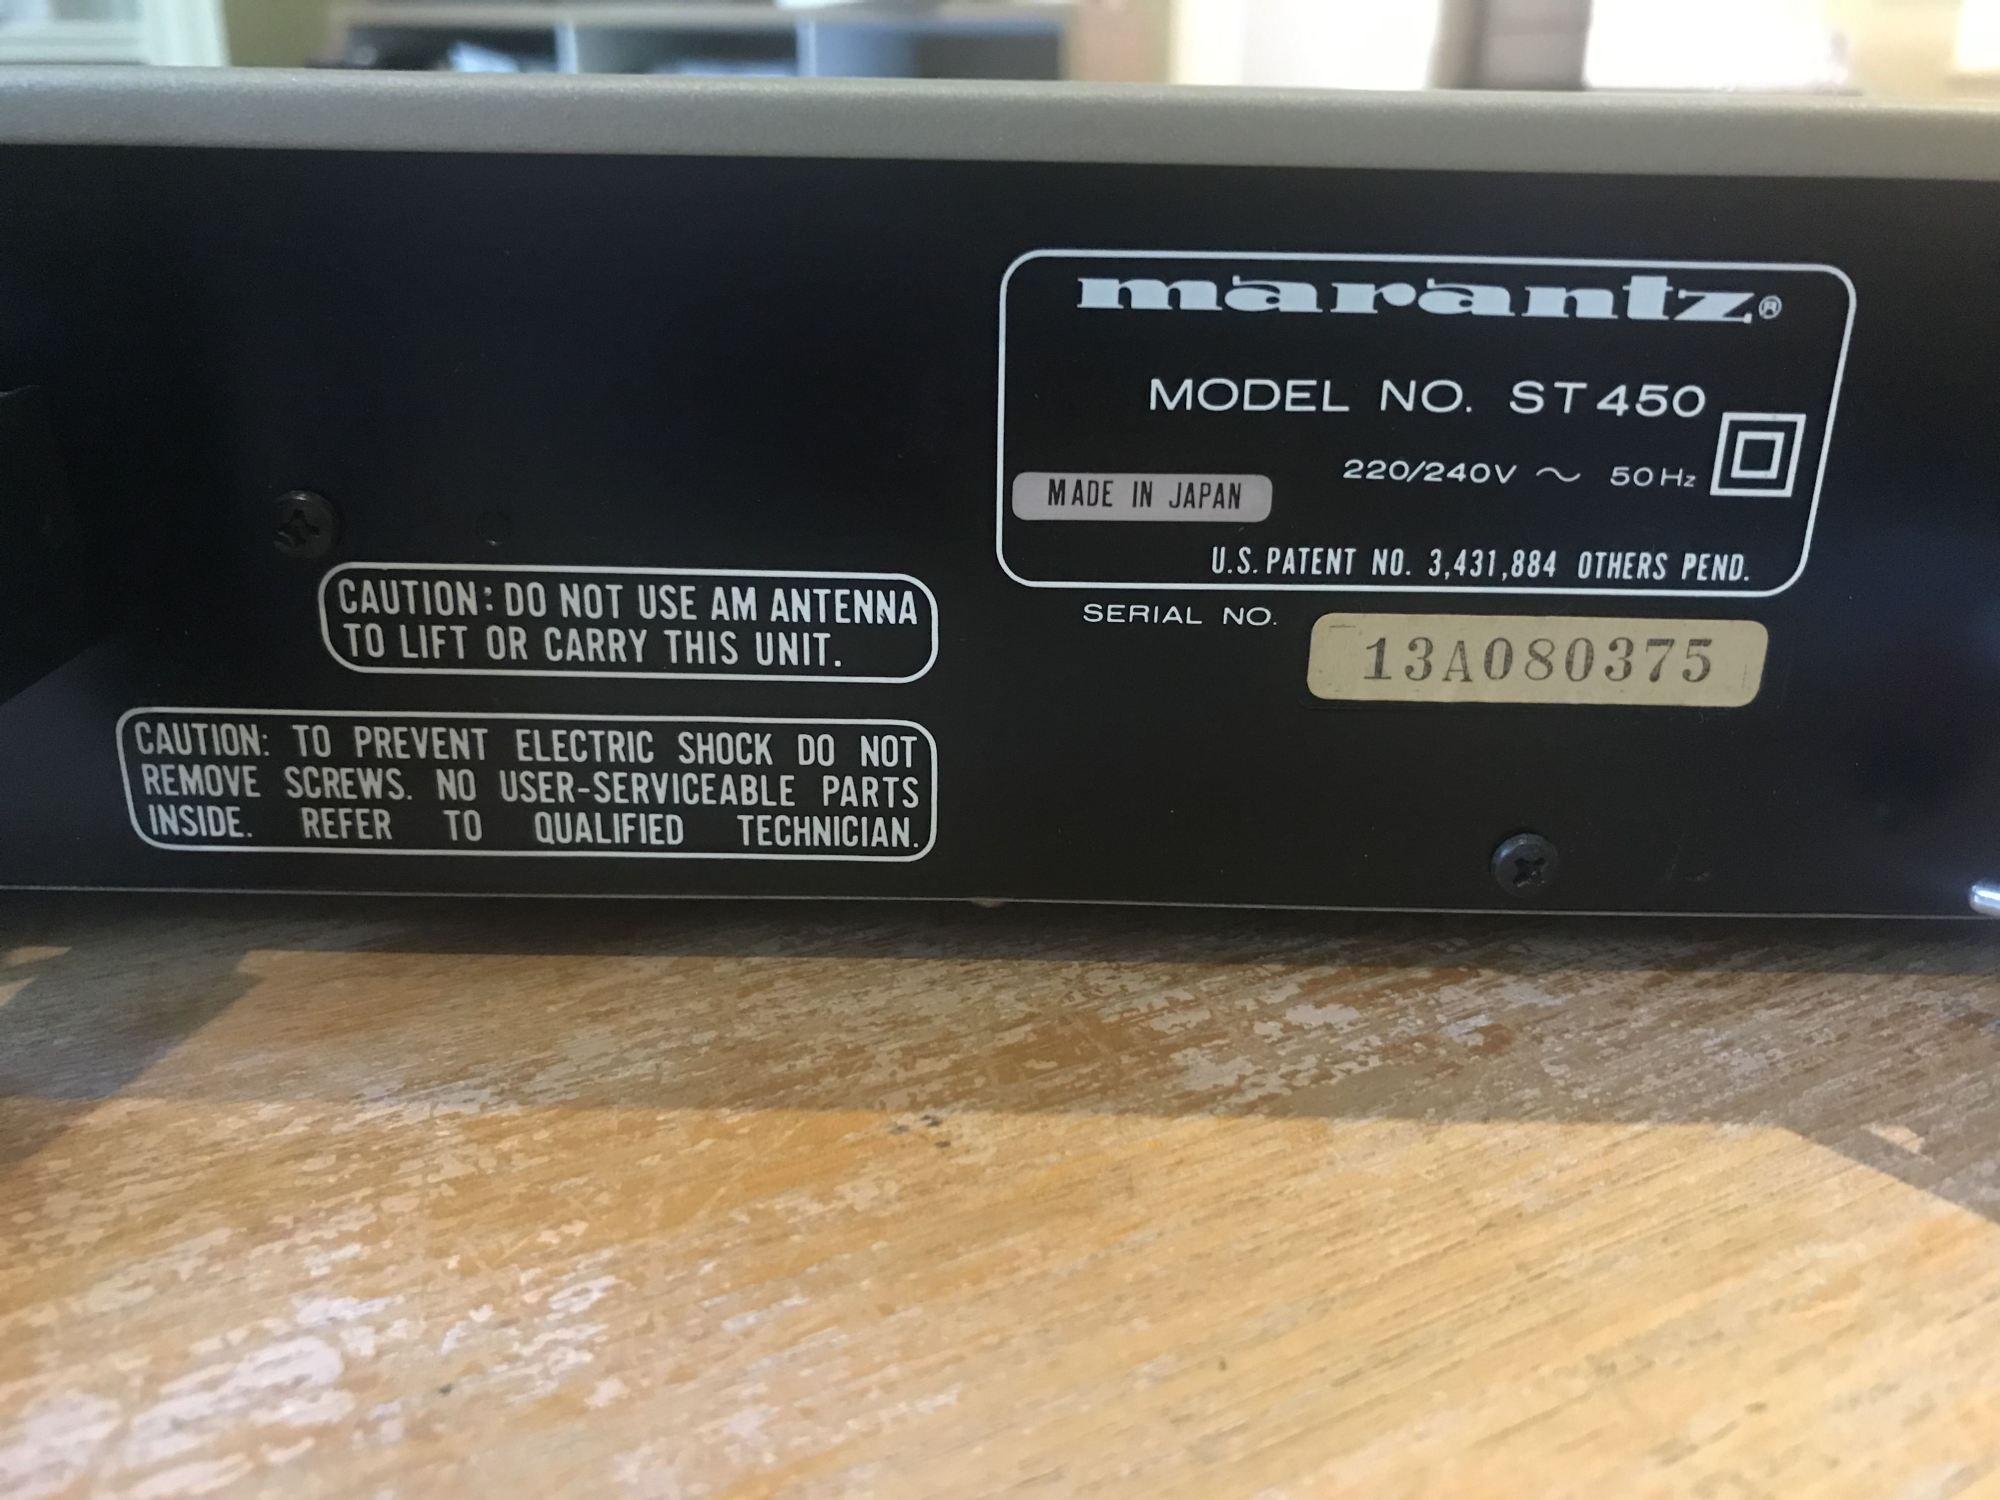 marantz®
MODEL NO. ST450
220/240V ~ 50Hz
MADE IN JAPAN
U.S. PATENT NO. 3,431,884 OTHERS PEND.
SERIAL NO.
13A080375
CAUTION: DO NOT USE AM ANTENNA
TO LIFT OR CARRY THIS UNIT.
CAUTION: TO PREVENT ELECTRIC SHOCK DO NOT
REMOVE SCREWS. NO USER-SERVICEABLE PARTS
INSIDE. REFER TO QUALIFIED TECHNICIAN.